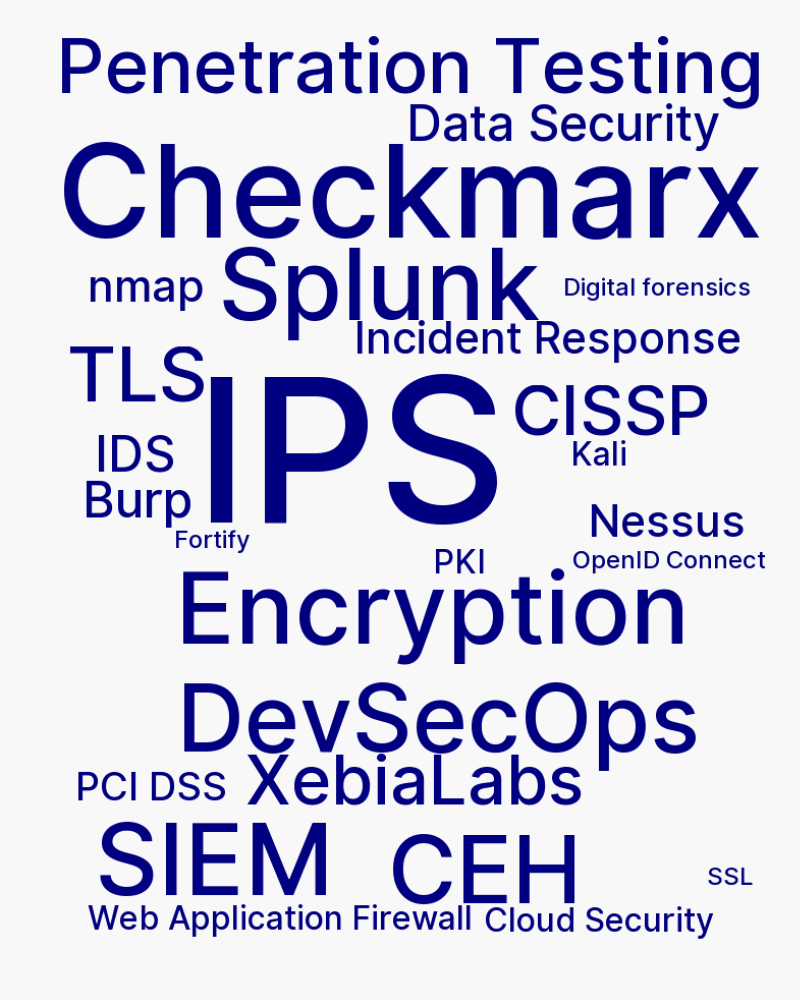 Penetration Testing
Data Security
Checkmarx
nmap
Splunk
Digital forensics
Incident Response
TLS
IPS
CISSP
IDS
Kali
Burp
Nessus
Fortify
PKI
OpenID Connect
Encryption
DevSecOps
PCI DSS
XebiaLabs
SIEM
CEH
SSL
Web Application Firewall
Cloud Security